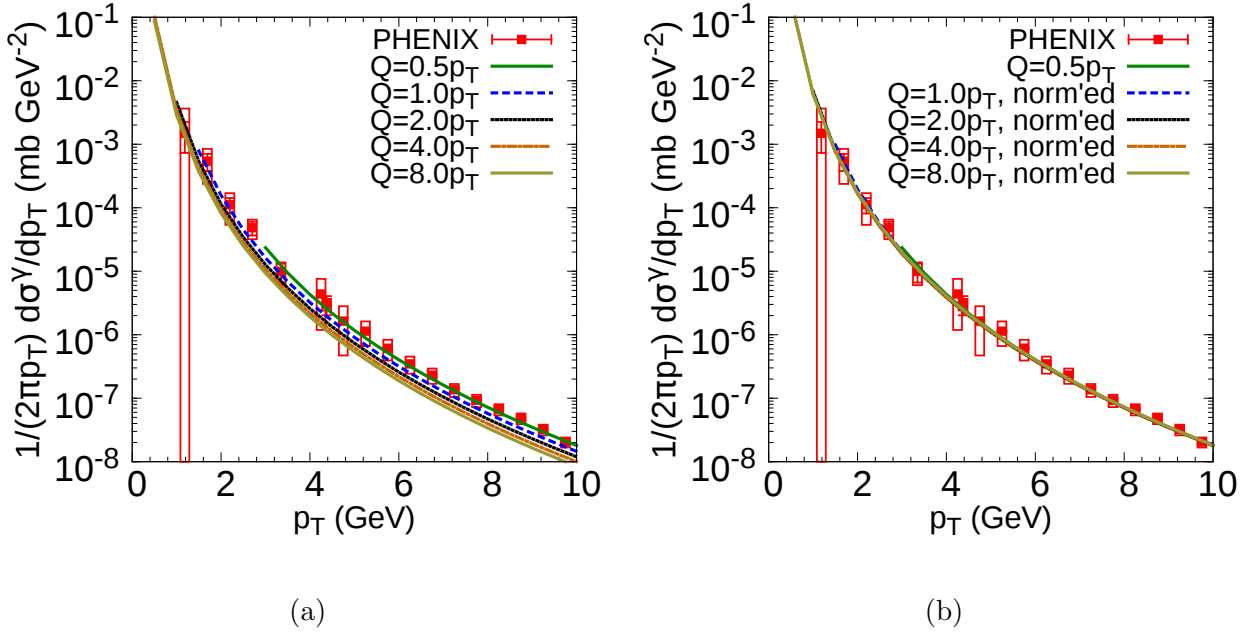 10^-1
10^-2
10^-3
10^-4
10^-5
10^-6
10^-7
10^-8
1/(2πp_T) dσ^γ/dp_T (mb GeV^-2)
PHENIX
Q=0.5p_T
Q=1.0p_T
Q=2.0p_T
Q=4.0p_T
Q=8.0p_T
0 2 4 6 8 10
p_T (GeV)
(a)
10^-1
10^-2
10^-3
10^-4
10^-5
10^-6
10^-7
10^-8
1/(2πp_T) dσ^γ/dp_T (mb GeV^-2)
PHENIX
Q=0.5p_T
Q=1.0p_T, norm'ed
Q=2.0p_T, norm'ed
Q=4.0p_T, norm'ed
Q=8.0p_T, norm'ed
0 2 4 6 8 10
p_T (GeV)
(b)